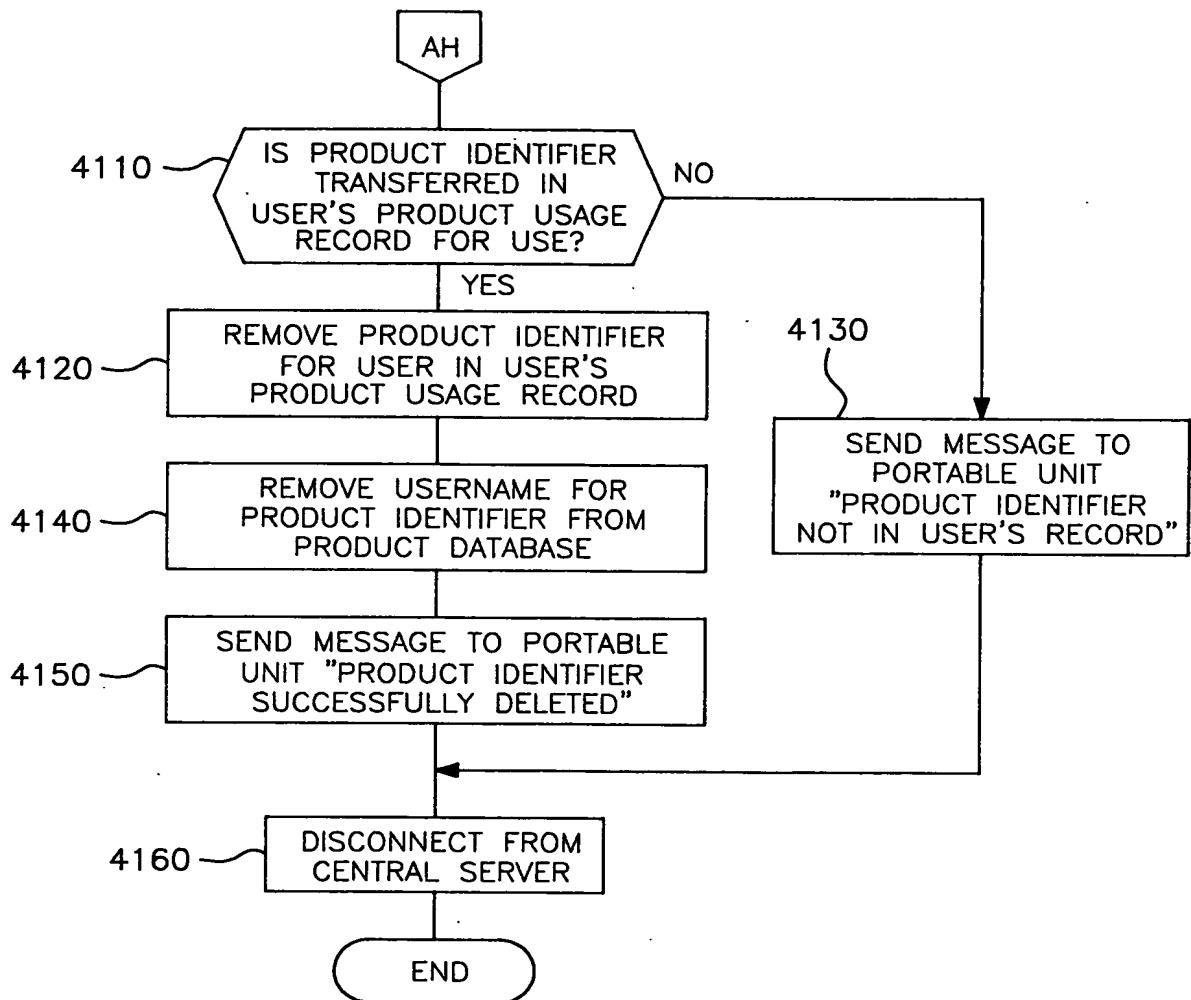 AH
4110
IS PRODUCT IDENTIFIER
TRANSFERRED IN
USER'S PRODUCT USAGE
RECORD FOR USE?
NO
YES
4120
REMOVE PRODUCT IDENTIFIER
FOR USER IN USER'S
PRODUCT USAGE RECORD
4130
SEND MESSAGE TO
PORTABLE UNIT
"PRODUCT IDENTIFIER
NOT IN USER'S RECORD"
4140
REMOVE USERNAME FOR
PRODUCT IDENTIFIER FROM
PRODUCT DATABASE
4150
SEND MESSAGE TO PORTABLE
UNIT "PRODUCT IDENTIFIER
SUCCESSFULLY DELETED"
4160
DISCONNECT FROM
CENTRAL SERVER
END